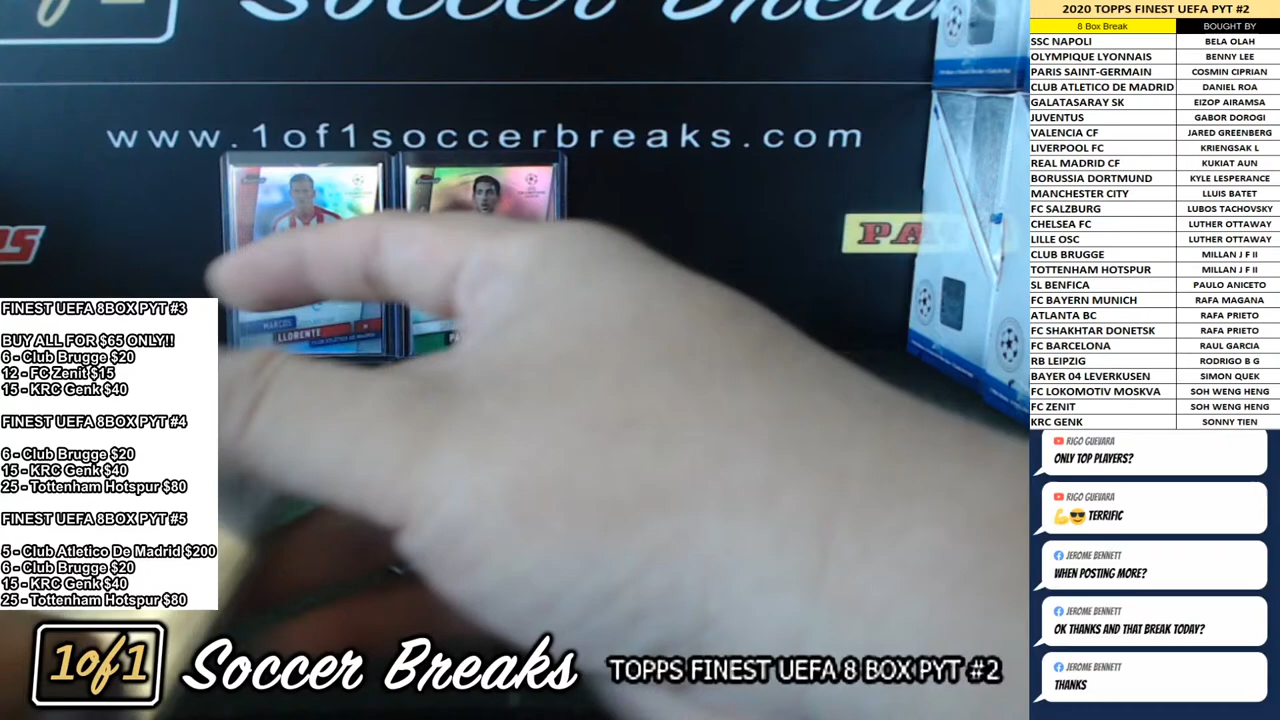 Soccer Breaks
www.1of1soccerbreaks.com
MARCOS
LLORENTE
FINEST UEFA 8BOX PYT #3
BUY ALL FOR $65 ONLY!!
6 - Club Brugge $20
12 - FC Zenit $15
15 - KRC Genk $40
FINEST UEFA 8BOX PYT #4
6 - Club Brugge $20
15 - KRC Genk $40
25 - Tottenham Hotspur $80
FINEST UEFA 8BOX PYT #5
5 - Club Atletico De Madrid $200
6 - Club Brugge $20
15 - KRC Genk $40
25 - Tottenham Hotspur $80
1of1 Soccer Breaks
TOPPS FINEST UEFA 8 BOX PYT #2
2020 TOPPS FINEST UEFA PYT #2
8 Box Break BOUGHT BY
SSC NAPOLI BELA OLAH
OLYMPIQUE LYONNAIS BENNY LEE
PARIS SAINT-GERMAIN COSMIN CIPRIAN
CLUB ATLETICO DE MADRID DANIEL ROA
GALATASARAY SK EIZOP AIRAMSA
JUVENTUS GABOR DOROGI
VALENCIA CF JARED GREENBERG
LIVERPOOL FC KRIENGSAK L
REAL MADRID CF KUKIAT AUN
BORUSSIA DORTMUND KYLE LESPERANCE
MANCHESTER CITY LLUIS BATET
FC SALZBURG LUBOS TACHOVSKY
CHELSEA FC LUTHER OTTAWAY
LILLE OSC LUTHER OTTAWAY
CLUB BRUGGE MILLAN J F II
TOTTENHAM HOTSPUR MILLAN J F II
SL BENFICA PAULO ANICETO
FC BAYERN MUNICH RAFA MAGANA
ATLANTA BC RAFA PRIETO
FC SHAKHTAR DONETSK RAFA PRIETO
FC BARCELONA RAUL GARCIA
RB LEIPZIG RODRIGO B G
BAYER 04 LEVERKUSEN SIMON QUEK
FC LOKOMOTIV MOSKVA SOH WENG HENG
FC ZENIT SOH WENG HENG
KRC GENK SONNY TIEN
RIGO GUEVARA
ONLY TOP PLAYERS?
RIGO GUEVARA
💪😎 TERRIFIC
JEROME BENNETT
WHEN POSTING MORE?
JEROME BENNETT
OK THANKS AND THAT BREAK TODAY?
JEROME BENNETT
THANKS